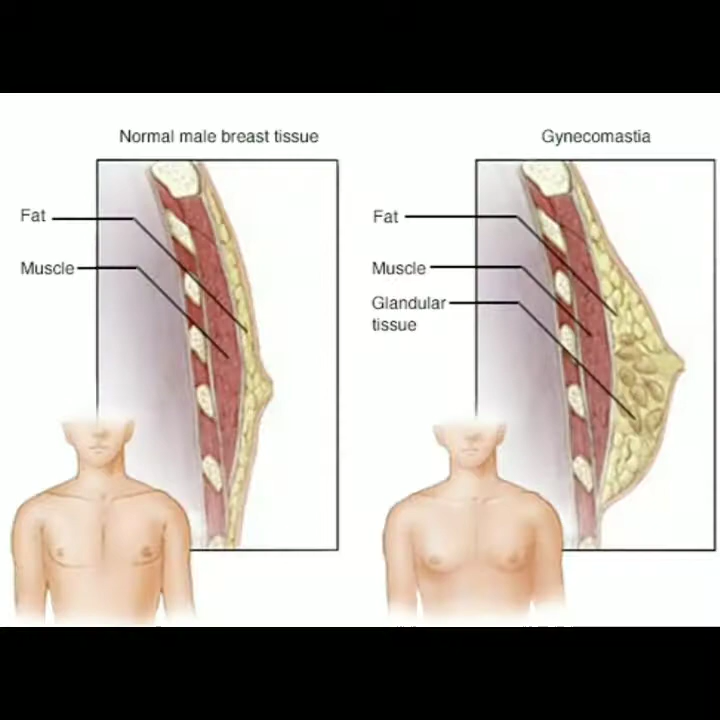 Normal male breast tissue
Fat
Muscle
Gynecomastia
Fat
Muscle
Glandular
tissue